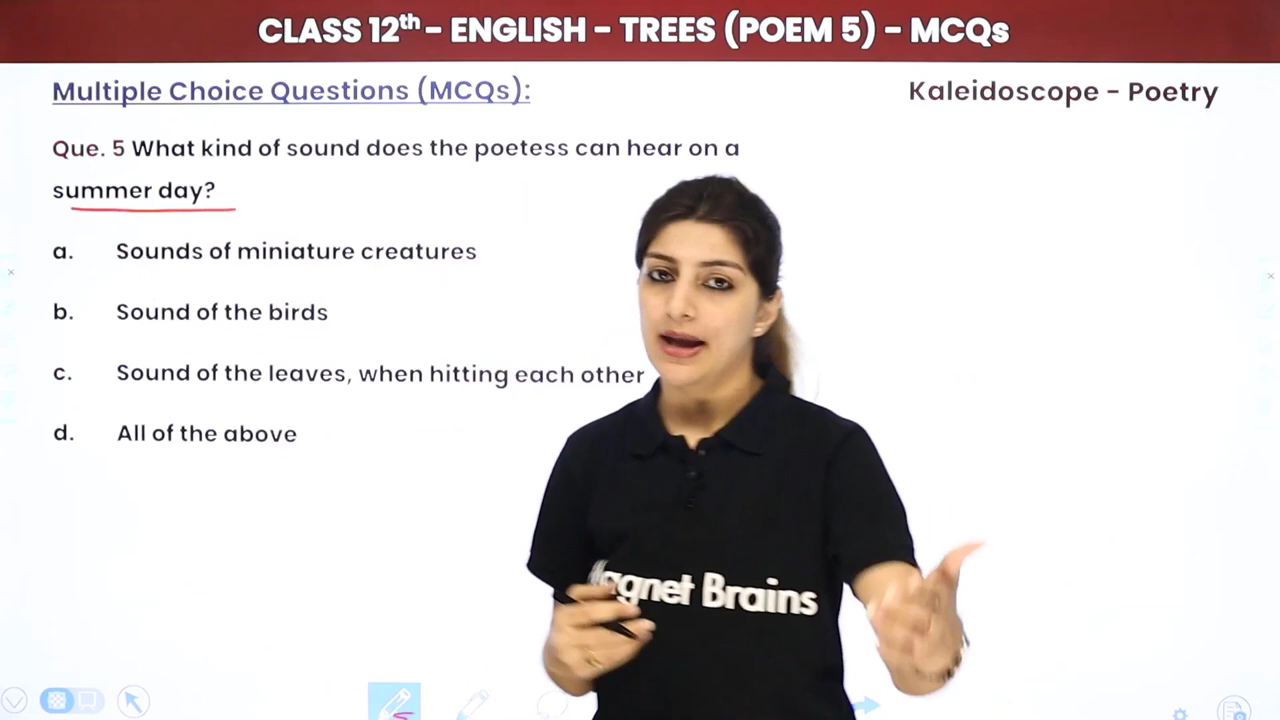 CLASS 12th - ENGLISH - TREES (POEM 5) - MCQs
Multiple Choice Questions (MCQs):
Kaleidoscope - Poetry
Que. 5 What kind of sound does the poetess can hear on a
summer day?
a. Sounds of miniature creatures
b. Sound of the birds
c. Sound of the leaves, when hitting each other
d. All of the above
Magnet Brains